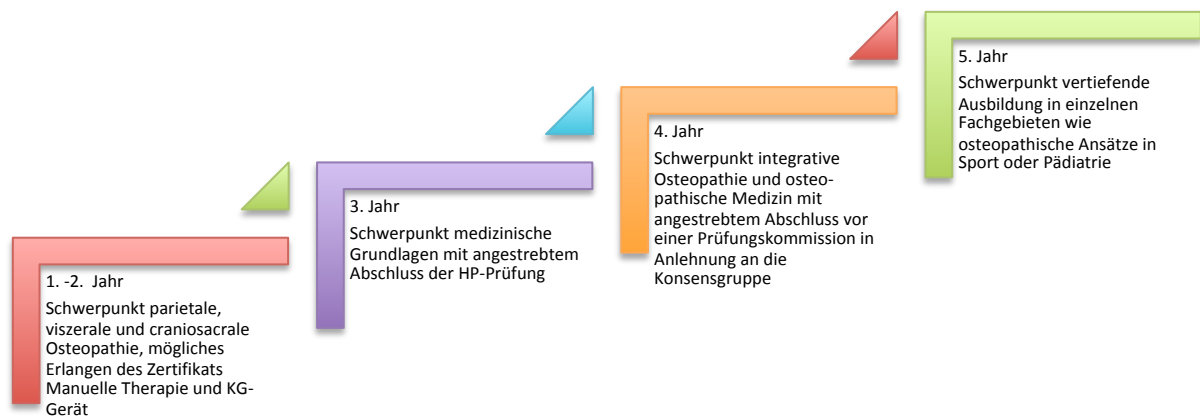 1. -2. Jahr
Schwerpunkt parietale,
viszerale und craniosacrale
Osteopathie, mögliches
Erlangen des Zertifikats
Manuelle Therapie und KG-
Gerät
3. Jahr
Schwerpunkt medizinische
Grundlagen mit angestrebtem
Abschluss der HP-Prüfung
4. Jahr
Schwerpunkt integrative
Osteopathie und osteo-
pathische Medizin mit
angestrebtem Abschluss vor
einer Prüfungskommission in
Anlehnung an die
Konsensgruppe
5. Jahr
Schwerpunkt vertiefende
Ausbildung in einzelnen
Fachgebieten wie
osteopathische Ansätze in
Sport oder Pädiatrie